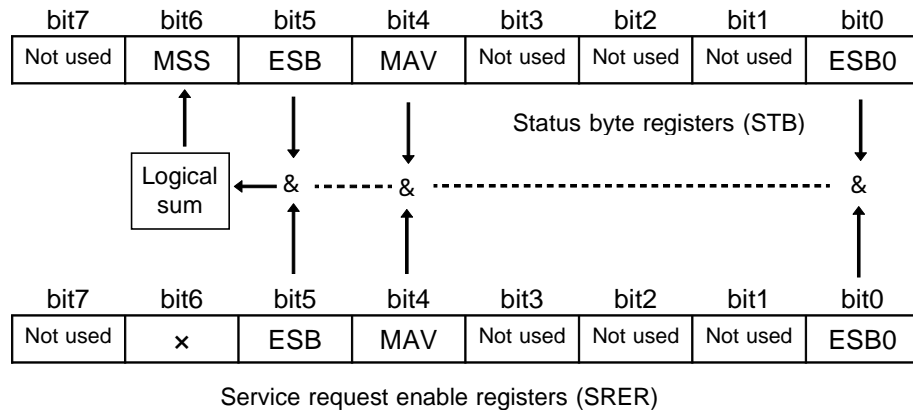 bit7 bit6 bit5 bit4 bit3 bit2 bit1 bit0
Not used MSS ESB MAV Not used Not used Not used ESB0
Status byte registers (STB)
Logical
sum
& & &
bit7 bit6 bit5 bit4 bit3 bit2 bit1 bit0
Not used × ESB MAV Not used Not used Not used ESB0
Service request enable registers (SRER)